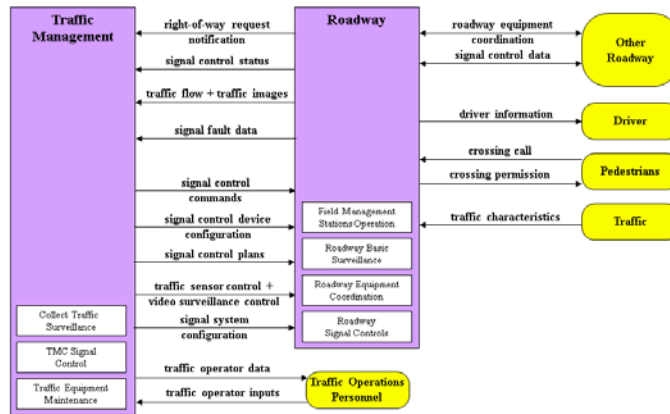 Traffic
Management
Roadway
right-of-way request
notification
signal control status
traffic flow + traffic images
signal fault data
signal control
commands
signal control device
configuration
signal control plans
traffic sensor control +
video surveillance control
signal system
configuration
traffic operator data
traffic operator inputs
Collect Traffic
Surveillance
TMC Signal
Control
Traffic Equipment
Maintenance
Field Management
Stations Operation
Roadway Basic
Surveillance
Roadway Equipment
Coordination
Roadway
Signal Controls
Traffic Operations
Personnel
roadway equipment
coordination
signal control data
driver information
crossing call
crossing permission
traffic characteristics
Other
Roadway
Driver
Pedestrians
Traffic